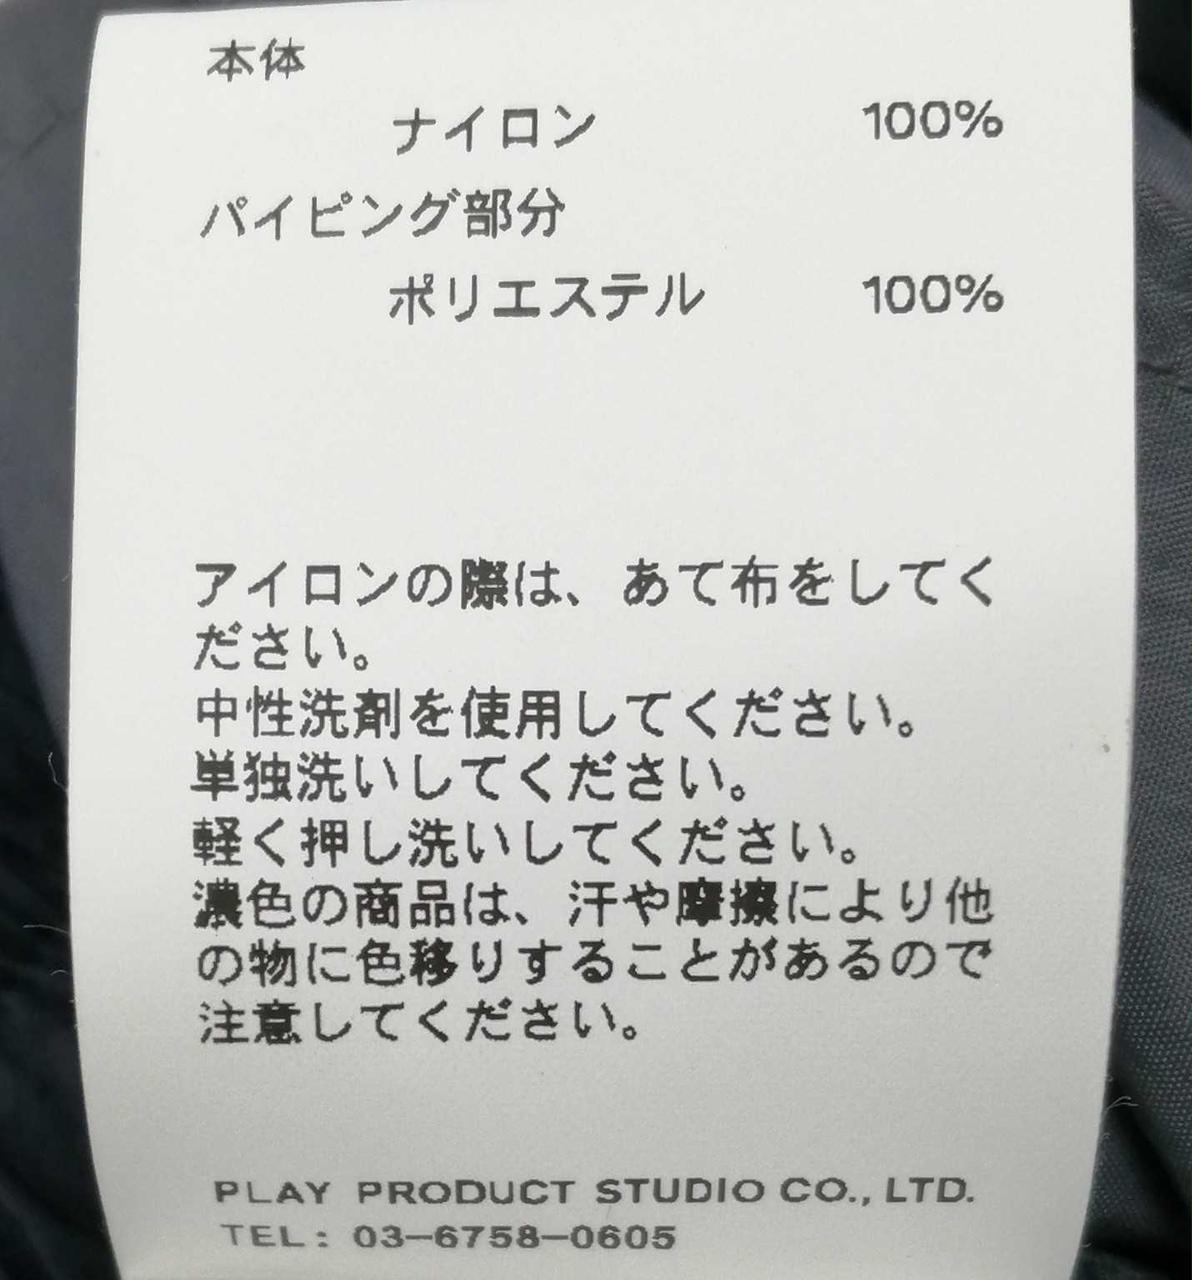 本体
ナイロン 100%
パイピング部分
ポリエステル 100%
アイロンの際は、あて布をしてく
ださい。
中性洗剤を使用してください。
単独洗いしてください。
軽く押し洗いしてください。
濃色の商品は、汗や摩擦により他
の物に色移りすることがあるので
注意してください。
PLAY PRODUCT STUDIO CO., LTD.
TEL: 03-6758-0605